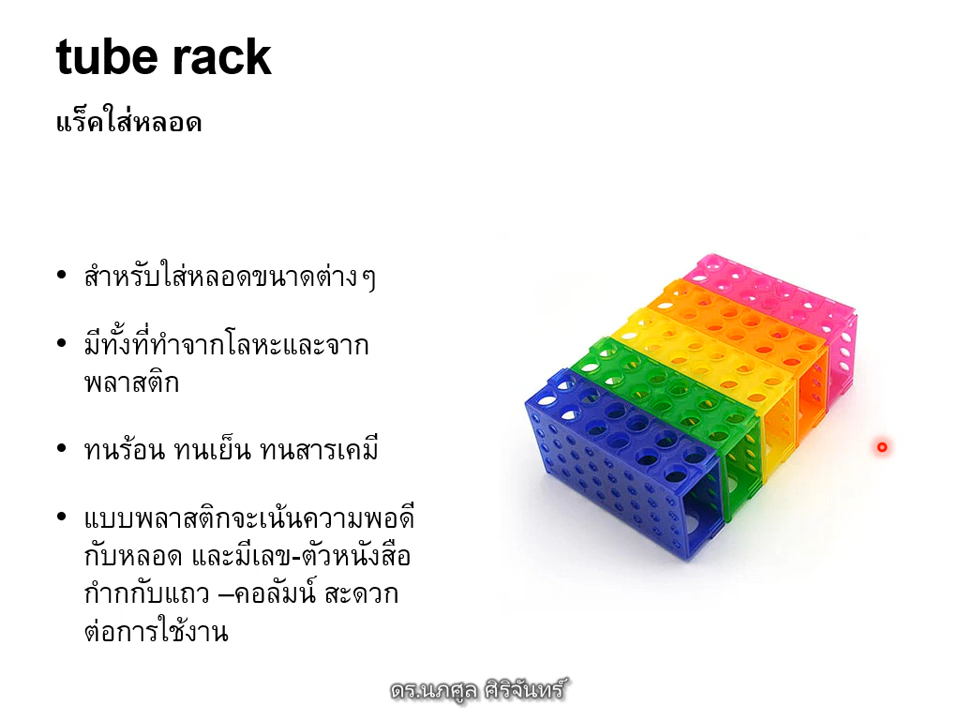 tube rack
แร็คใส่หลอด
• สำหรับใส่หลอดขนาดต่างๆ
• มีทั้งที่ทำจากโลหะและจาก
พลาสติก
• ทนร้อน ทนเย็น ทนสารเคมี
• แบบพลาสติกจะเน้นความพอดี
กับหลอด และมีเลข-ตัวหนังสือ
กำกกับแถว –คอลัมน์ สะดวก
ต่อการใช้งาน
ดร.นภศูล ศิริจันทร์